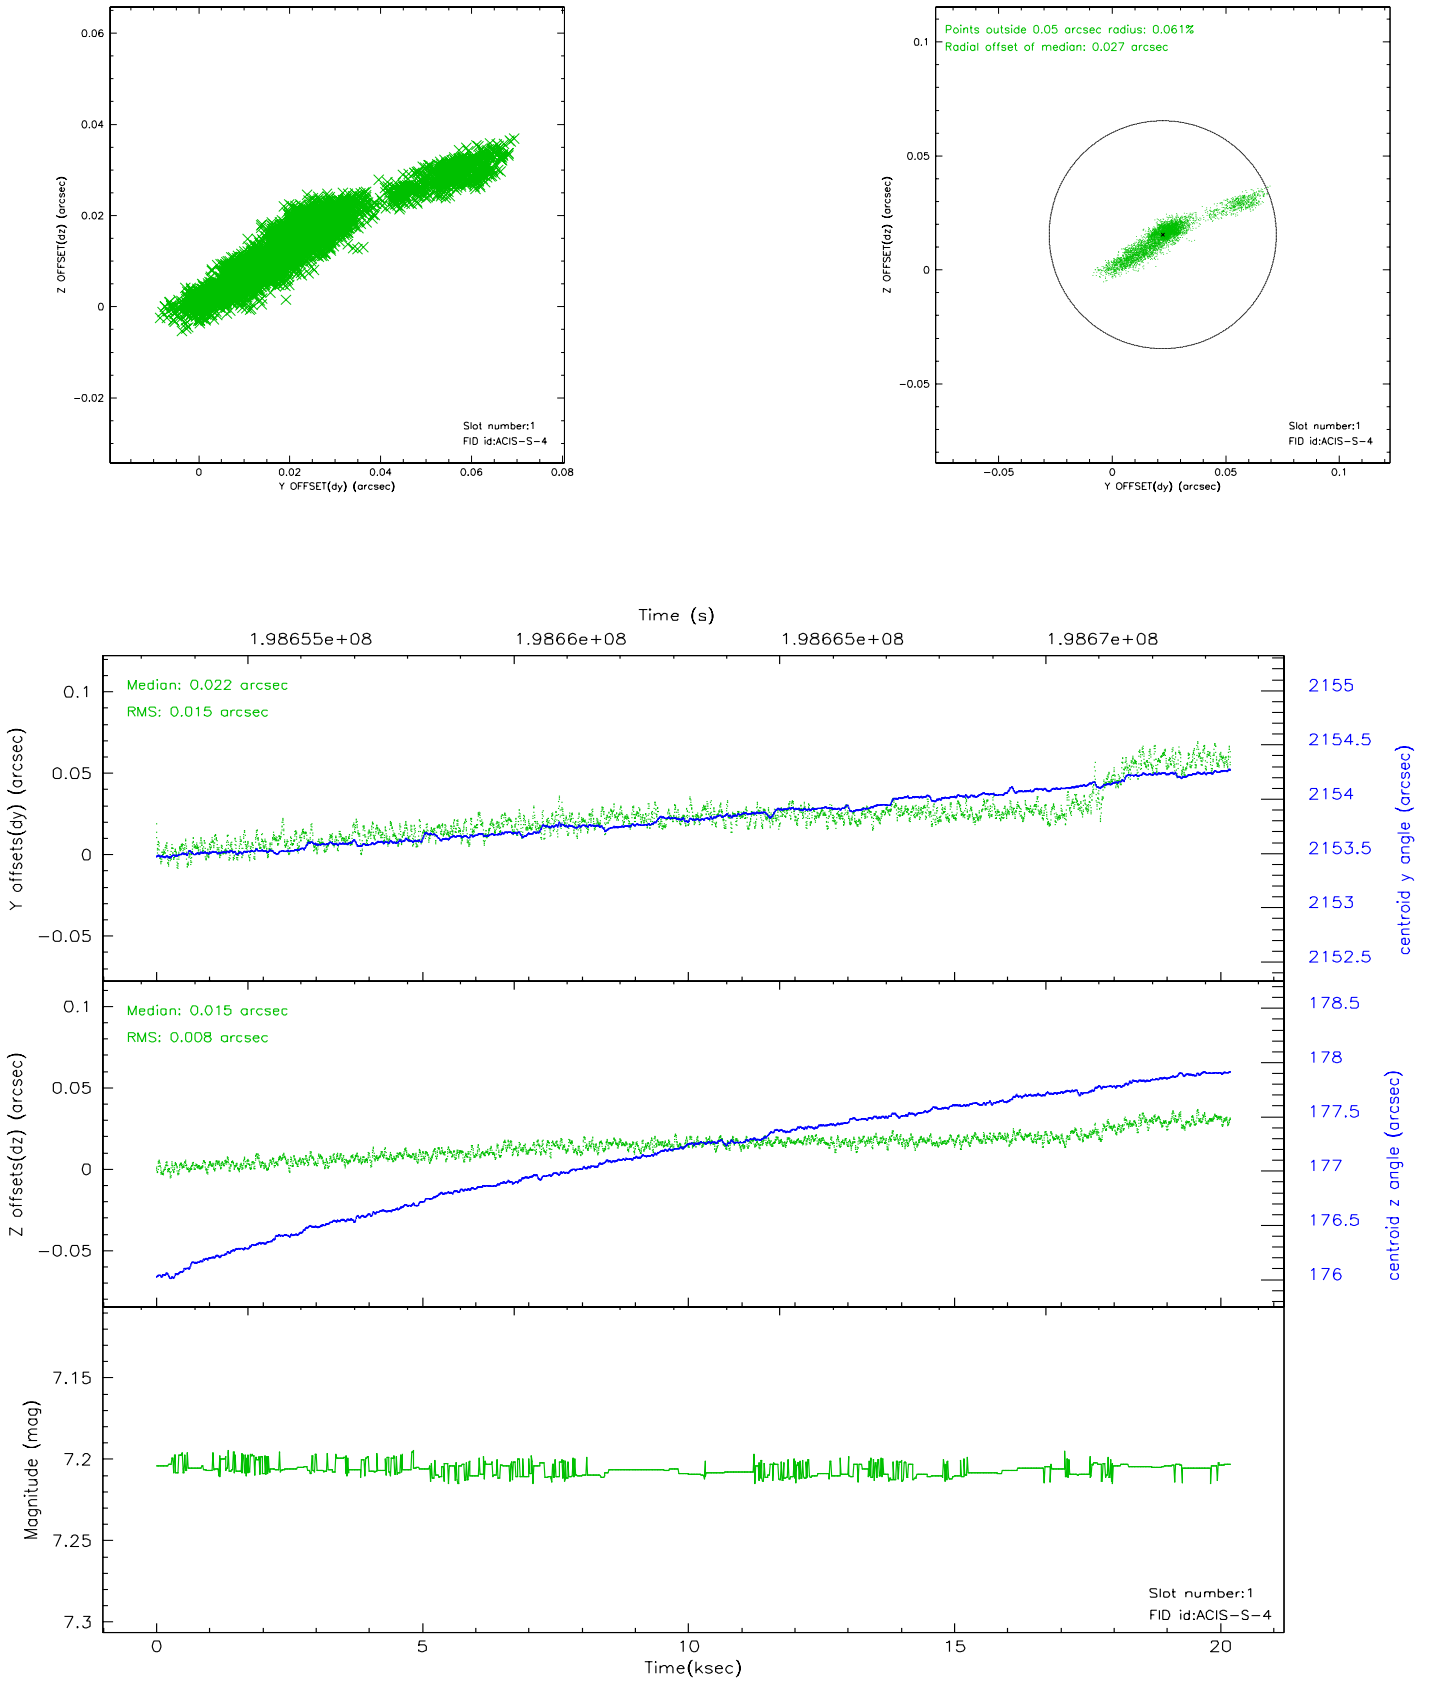 0.06
0.04
0.02
0
−0.02
Z OFFSET(dz) (arcsec)
Slot number:1
FID id:ACIS−S−4
0 0.02 0.04 0.06 0.08
Y OFFSET(dy) (arcsec)
Points outside 0.05 arcsec radius: 0.061%
Radial offset of median: 0.027 arcsec
0.1
0.05
0
−0.05
Z OFFSET(dz) (arcsec)
Slot number:1
FID id:ACIS−S−4
−0.05 0 0.05 0.1
Y OFFSET(dy) (arcsec)
Time (s)
1.98655e+08 1.9866e+08 1.98665e+08 1.9867e+08
Median: 0.022 arcsec
RMS: 0.015 arcsec
0.1
0.05
0
−0.05
Y offsets(dy) (arcsec)
2155
2154.5
2154
2153.5
2153
2152.5
centroid y angle (arcsec)
Median: 0.015 arcsec
RMS: 0.008 arcsec
0.1
0.05
0
−0.05
Z offsets(dz) (arcsec)
178.5
178
177.5
177
176.5
176
centroid z angle (arcsec)
7.15
7.2
7.25
7.3
Magnitude (mag)
Slot number:1
FID id:ACIS−S−4
0 5 10 15 20
Time(ksec)